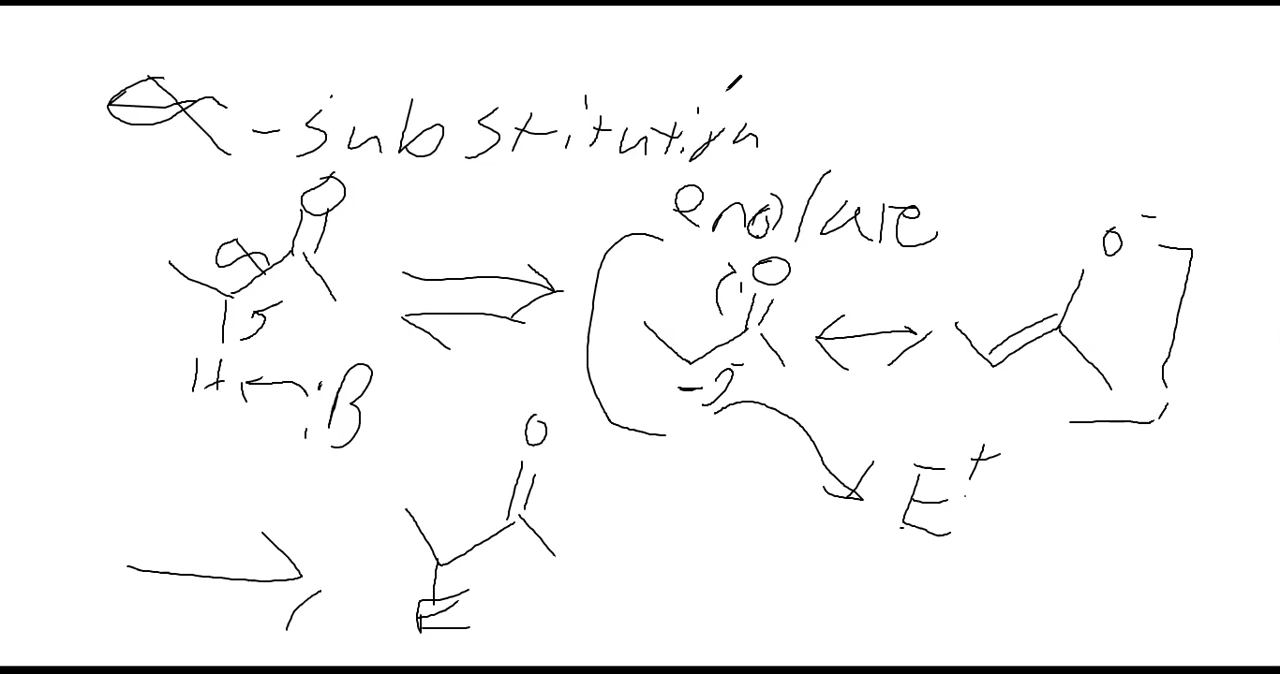 α-substitution
enolate
O
O
O⁻
α
H :B
-
E⁺
O
E